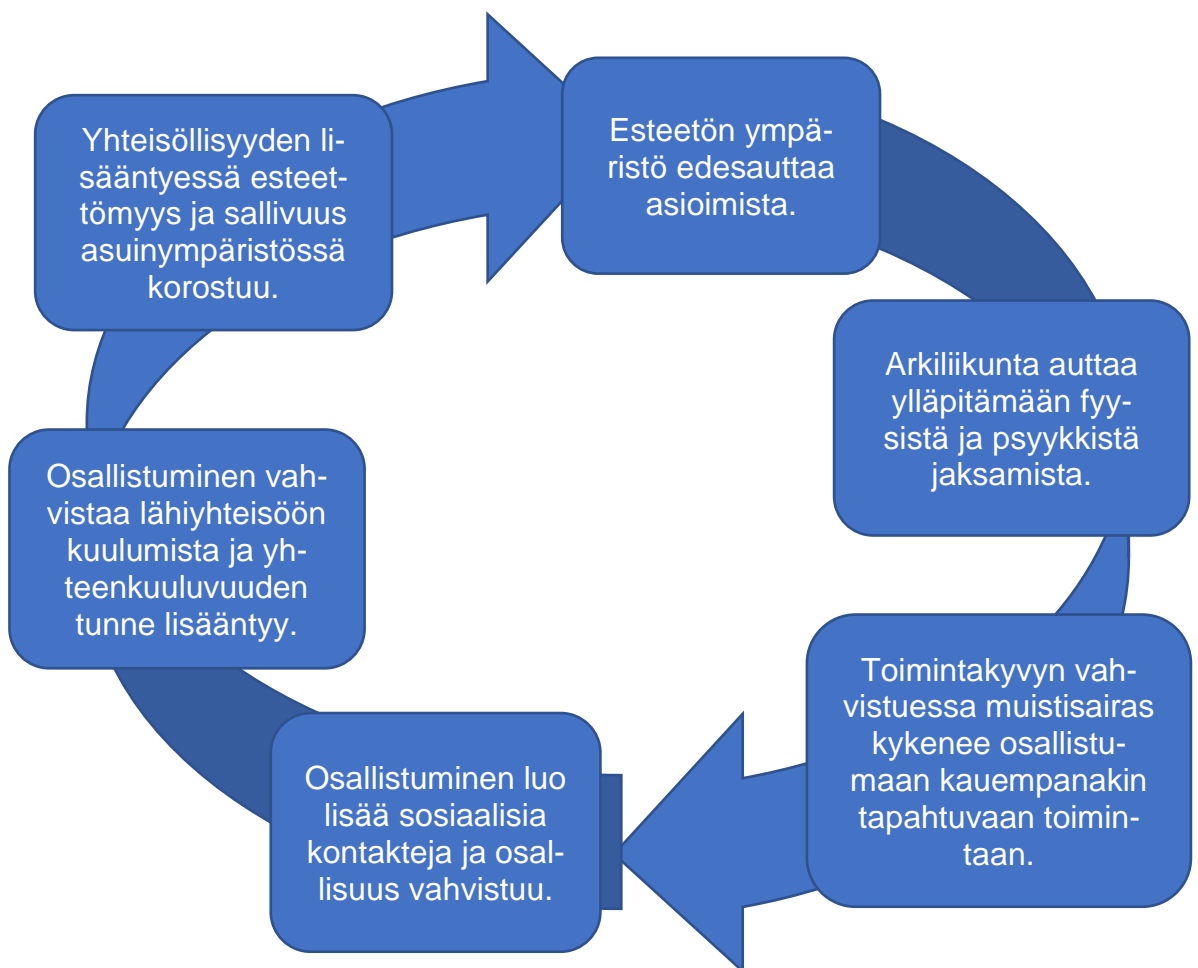 Yhteisöllisyyden li-
sääntyessä esteet-
tömyys ja sallivuus
asuinympäristössä
korostuu.
Esteetön ympä-
ristö edesauttaa
asioimista.
Arkiliikunta auttaa
ylläpitämään fyy-
sistä ja psyykkistä
jaksamista.
Toimintakyvyn vah-
vistuessa muistisairas
kykenee osallistu-
maan kauempanakin
tapahtuvaan toimin-
taan.
Osallistuminen luo
lisää sosiaalisia
kontakteja ja osal-
lisuus vahvistuu.
Osallistuminen vah-
vistaa lähiyhteisöön
kuulumista ja yh-
teenkuuluvuuden
tunne lisääntyy.